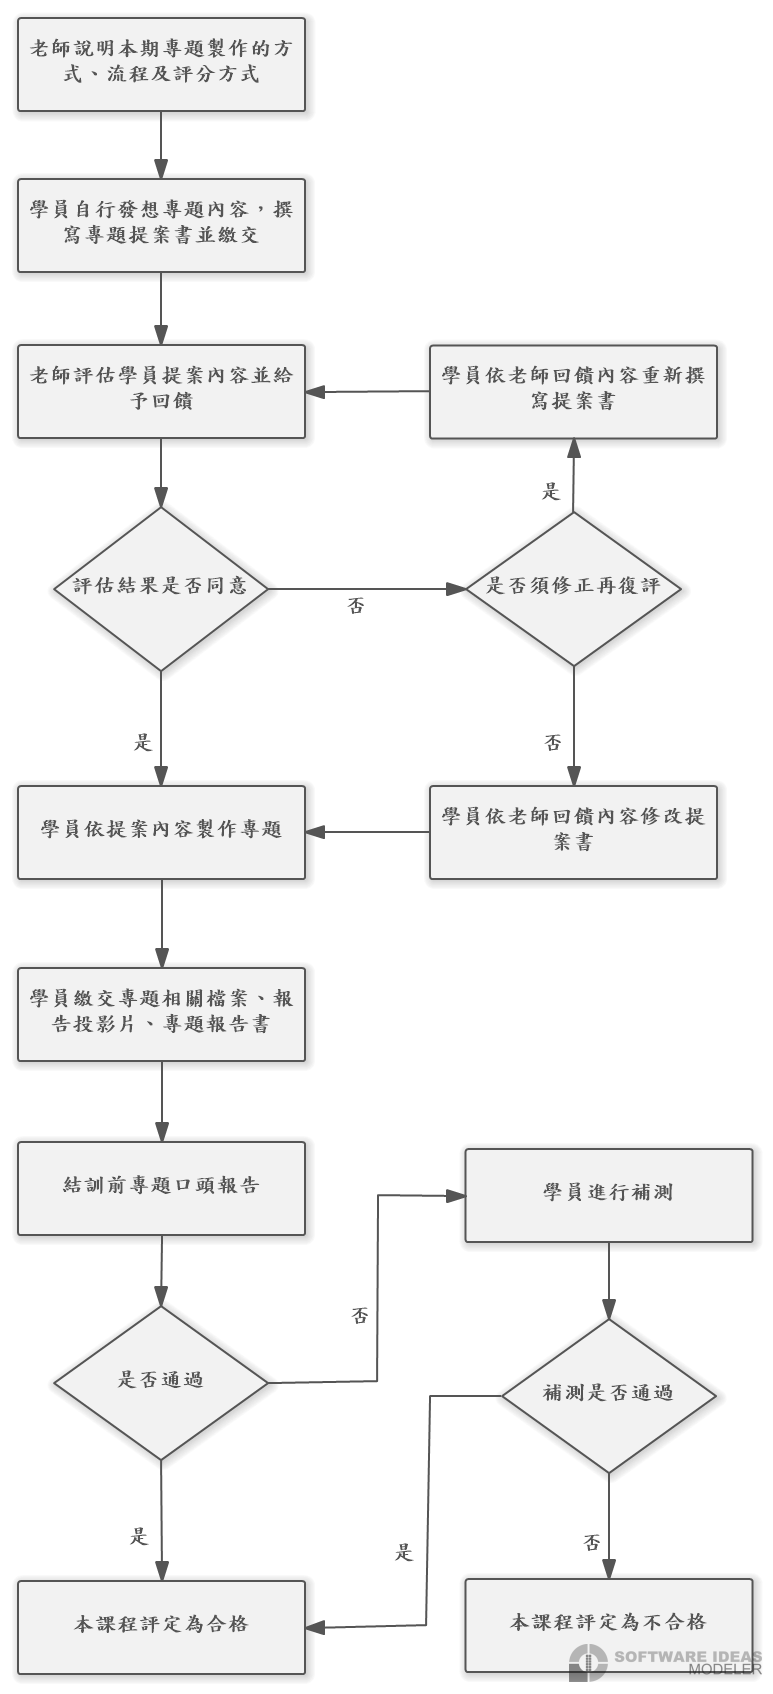 老師說明本期專題製作的方
式、流程及評分方式
學員自行發想專題內容，撰
寫專題提案書並繳交
老師評估學員提案內容並給
予回饋
學員依老師回饋內容重新撰
寫提案書
是
評估結果是否同意
否
是否須修正再復評
是
否
學員依提案內容製作專題
學員依老師回饋內容修改提
案書
學員繳交專題相關檔案、報
告投影片、專題報告書
結訓前專題口頭報告
學員進行補測
否
是否通過
補測是否通過
是
是
否
本課程評定為合格
本課程評定為不合格
SOFTWARE IDEAS
MODELER